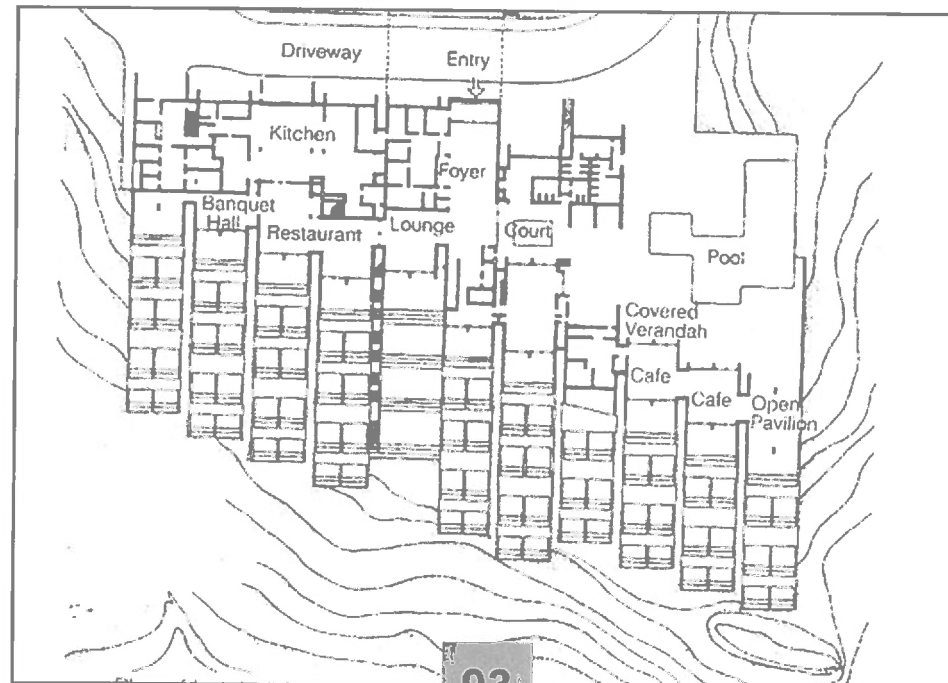 Driveway
Entry
Kitchen
Foyer
Banquet
Hall
Restaurant
Lounge
Court
Pool
Covered
Verandah
Cafe
Cafe
Open
Pavilion